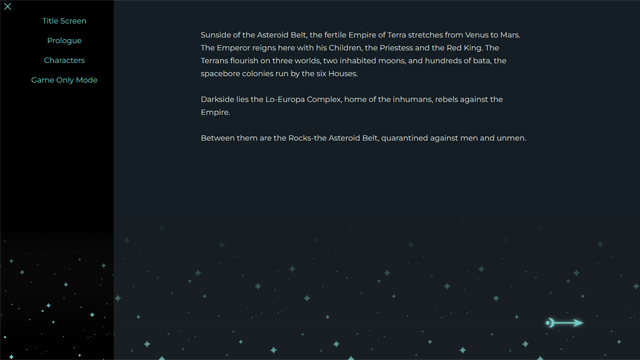 Title Screen
Prologue
Characters
Game Only Mode
Sunside of the Asteroid Belt, the fertile Empire of Terra stretches from Venus to Mars.
The Emperor reigns here with his Children, the Priestess and the Red King. The
Terrans flourish on three worlds, two inhabited moons, and hundreds of bata, the
spacebore colonies run by the six Houses.
Darkside lies the Lo-Europa Complex, home of the inhumans, rebels against the
Empire.
Between them are the Rocks-the Asteroid Belt, quarantined against men and unmen.